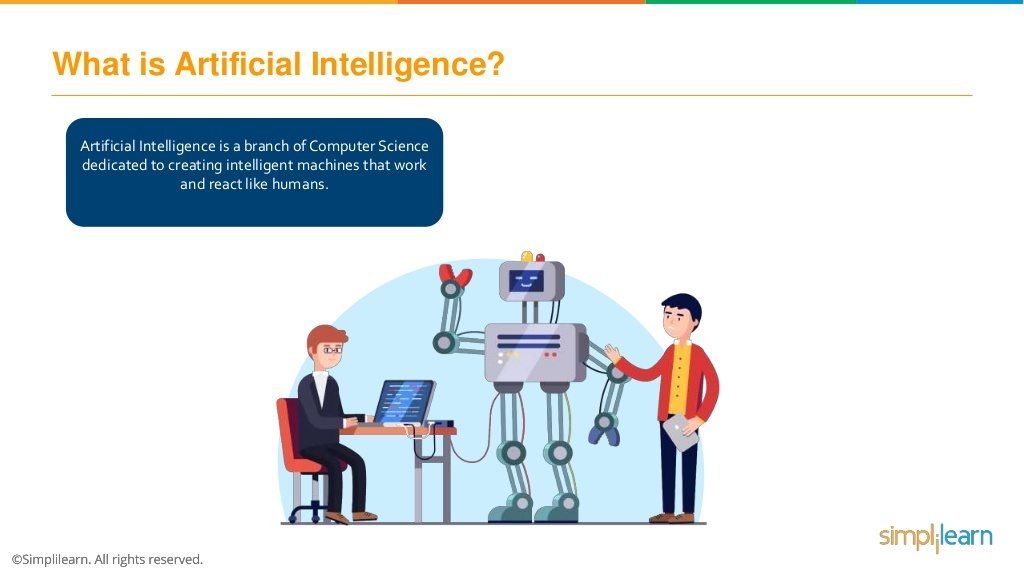 What is Artificial Intelligence?
Artificial Intelligence is a branch of Computer Science
dedicated to creating intelligent machines that work
and react like humans.
simplilearn
©Simplilearn. All rights reserved.